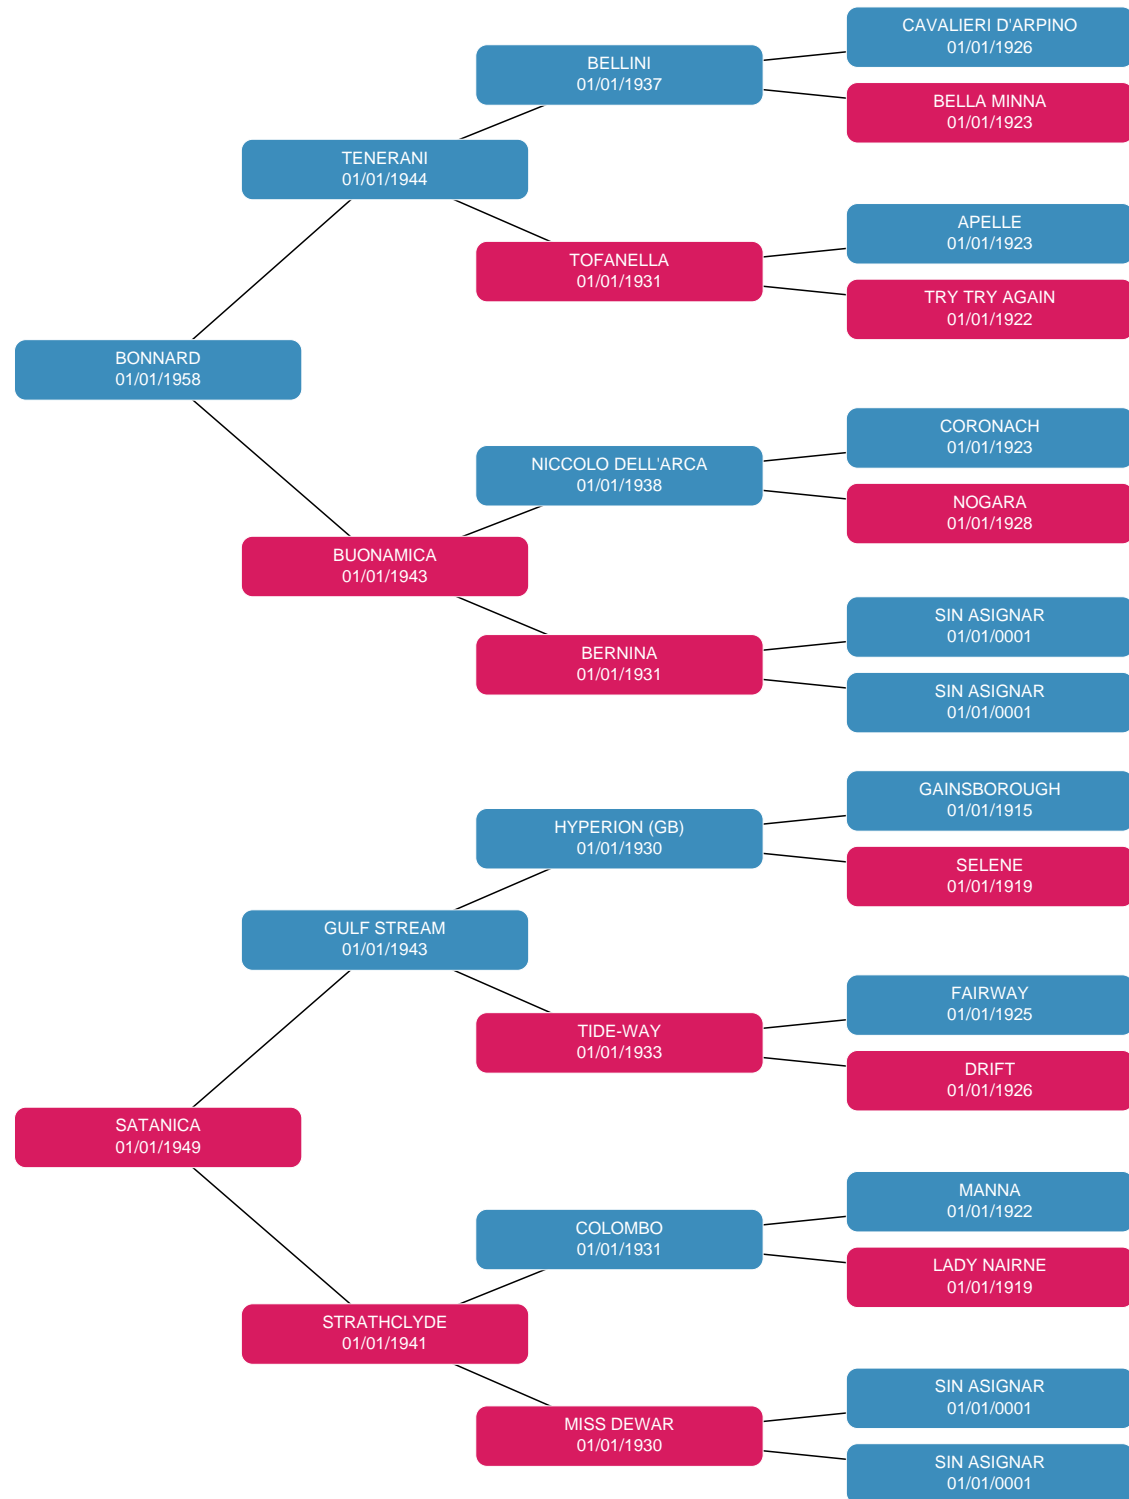 CAVALIERI D'ARPINO
01/01/1926
BELLINI
01/01/1937
BELLA MINNA
01/01/1923
TENERANI
01/01/1944
APELLE
01/01/1923
TOFANELLA
01/01/1931
TRY TRY AGAIN
01/01/1922
BONNARD
01/01/1958
CORONACH
01/01/1923
NICCOLO DELL'ARCA
01/01/1938
NOGARA
01/01/1928
BUONAMICA
01/01/1943
SIN ASIGNAR
01/01/0001
BERNINA
01/01/1931
SIN ASIGNAR
01/01/0001
GAINSBOROUGH
01/01/1915
HYPERION (GB)
01/01/1930
SELENE
01/01/1919
GULF STREAM
01/01/1943
FAIRWAY
01/01/1925
TIDE-WAY
01/01/1933
DRIFT
01/01/1926
SATANICA
01/01/1949
MANNA
01/01/1922
COLOMBO
01/01/1931
LADY NAIRNE
01/01/1919
STRATHCLYDE
01/01/1941
SIN ASIGNAR
01/01/0001
MISS DEWAR
01/01/1930
SIN ASIGNAR
01/01/0001